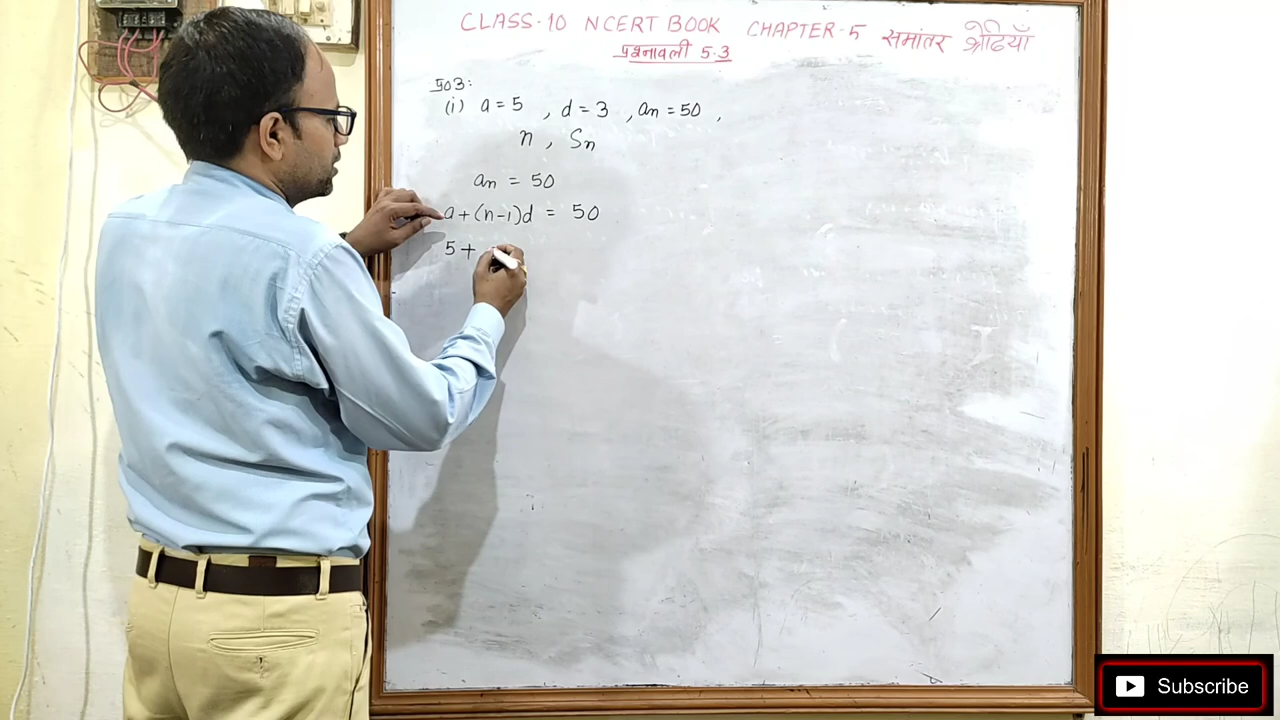 CLASS-10 NCERT BOOK CHAPTER-5 समांतर श्रेढियाँ
प्रश्नावली 5.3
प्र03:
(i) a = 5 , d = 3 , an = 50 ,
n , Sn
an = 50
a + (n-1)d = 50
5 +
Subscribe